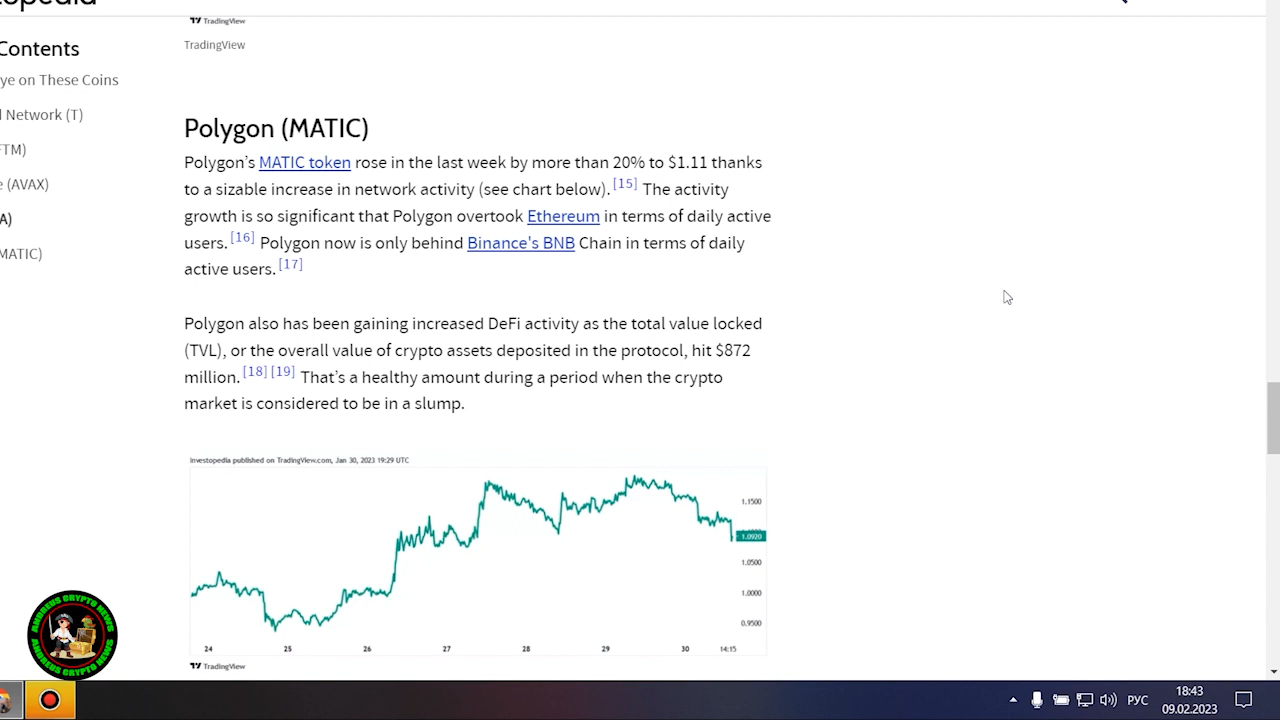 TradingView
TradingView
Contents
ye on These Coins
Network (T)
FTM)
(AVAX)
A)
MATIC)
Polygon (MATIC)
Polygon's MATIC token rose in the last week by more than 20% to $1.11 thanks
to a sizable increase in network activity (see chart below). [15] The activity
growth is so significant that Polygon overtook Ethereum in terms of daily active
users. [16] Polygon now is only behind Binance's BNB Chain in terms of daily
active users. [17]
Polygon also has been gaining increased DeFi activity as the total value locked
(TVL), or the overall value of crypto assets deposited in the protocol, hit $872
million. [18] [19] That's a healthy amount during a period when the crypto
market is considered to be in a slump.
Investopedia published on TradingView.com, Jan 30, 2023 19:29 UTC
1.1500
1.0920
1.0500
1.0000
0.9500
24 25 26 27 28 29 30 14:15
TradingView
ANDREUS CRYPTO NEWS
ANDREUS CRYPTO NEWS
РУС
18:43
09.02.2023